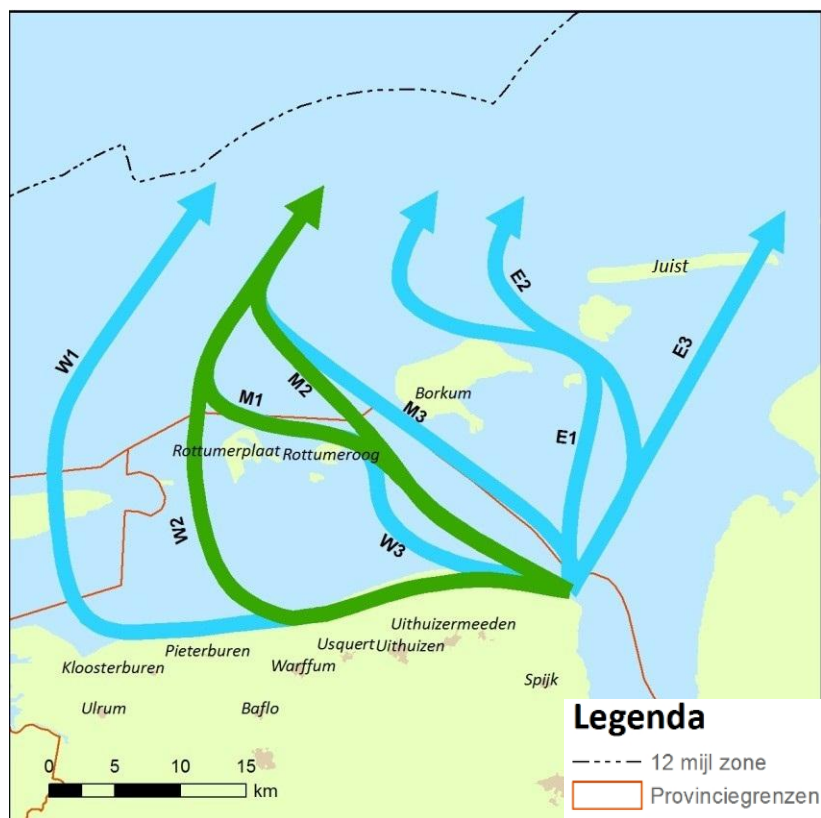 Juist
E2
W1
E3
M2
M1
Borkum
M3
E1
Rottumerplaat
Rottumeroog
W2
W3
Uithuizermeeden
Usquert
Uithuizen
Pieterburen
Kloosterburen
Warffum
Spijk
Ulrum
Baflo
Legenda
12 mijl zone
Provinciegrenzen
0 5 10 15
km